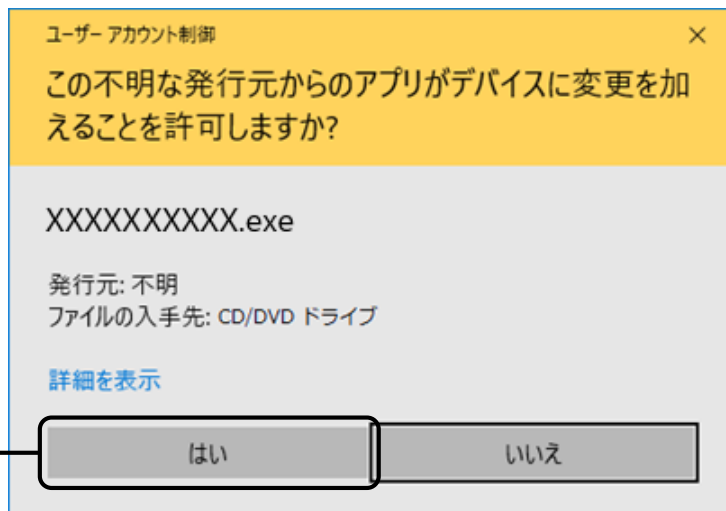 ユーザー アカウント制御
この不明な発行元からのアプリがデバイスに変更を加
えることを許可しますか?
XXXXXXXXXX.exe
発行元: 不明
ファイルの入手先: CD/DVD ドライブ
詳細を表示
はい
いいえ